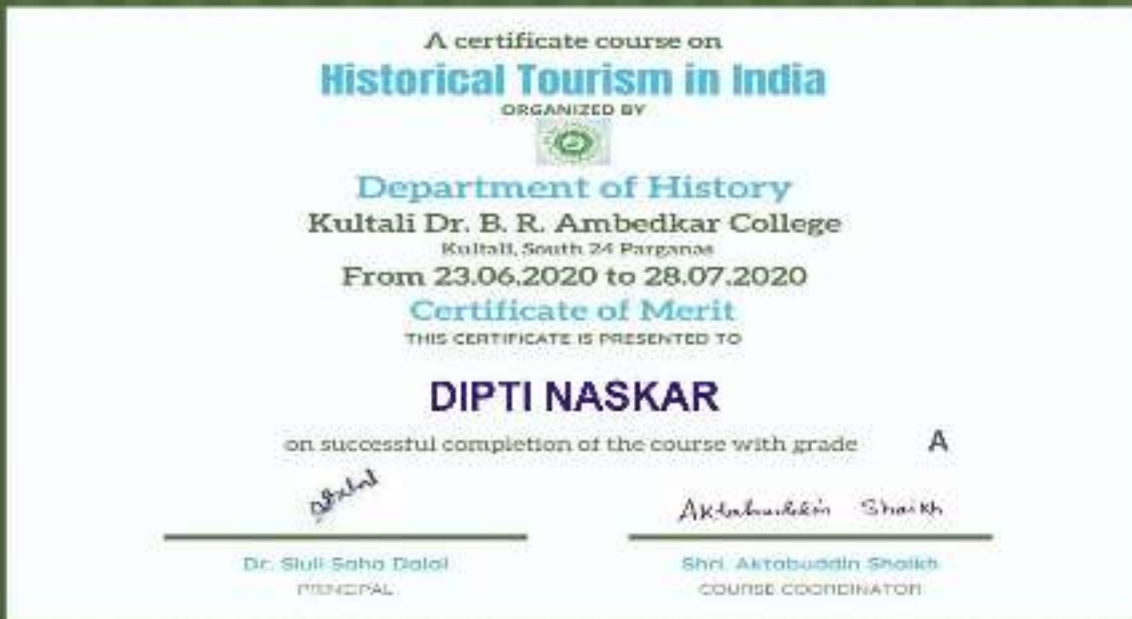 A certificate course on
Historical Tourism in India
ORGANIZED BY
Department of History
Kultali Dr. B. R. Ambedkar College
Kultali, South 24 Parganas
From 23.06.2020 to 28.07.2020
Certificate of Merit
THIS CERTIFICATE IS PRESENTED TO
DIPTI NASKAR
on successful completion of the course with grade A
Aktabuddin Shaikh
Dr. Siuli Saha Dalal Shri. Aktabuddin Shaikh
PRINCIPAL COURSE COORDINATOR